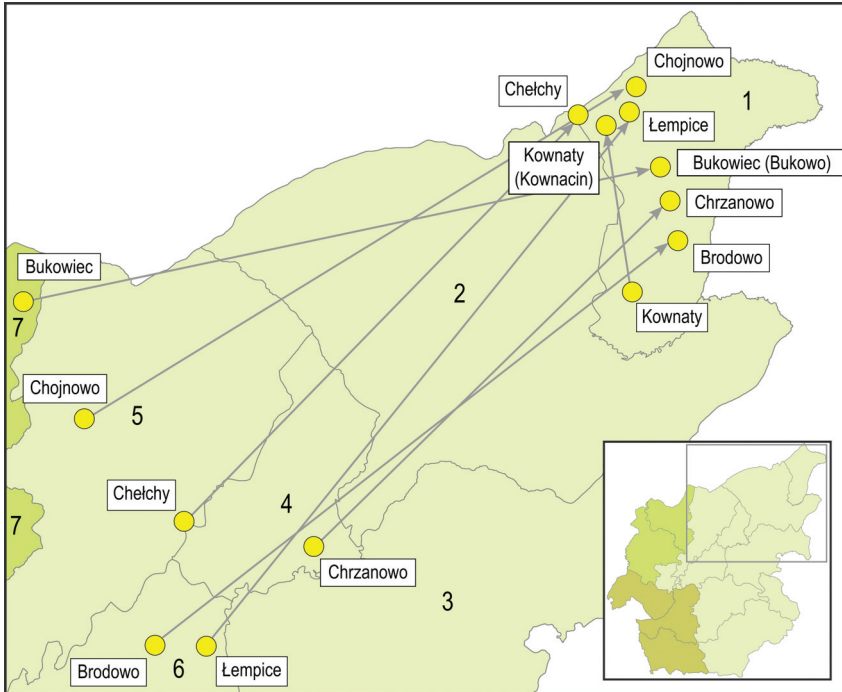 Chojnowo
Chełchy
1
Łempice
Kownaty
(Kownacin)
Bukowiec (Bukowo)
Chrzanowo
Brodowo
Bukowiec
2
7
Kownaty
Chojnowo
5
Chełchy
4
7
Chrzanowo
3
Brodowo
6
Łempice